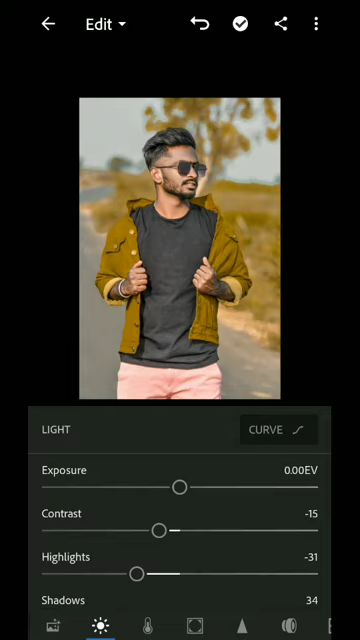 Edit
LIGHT
CURVE
Exposure 0.00EV
Contrast -15
Highlights -31
Shadows 34